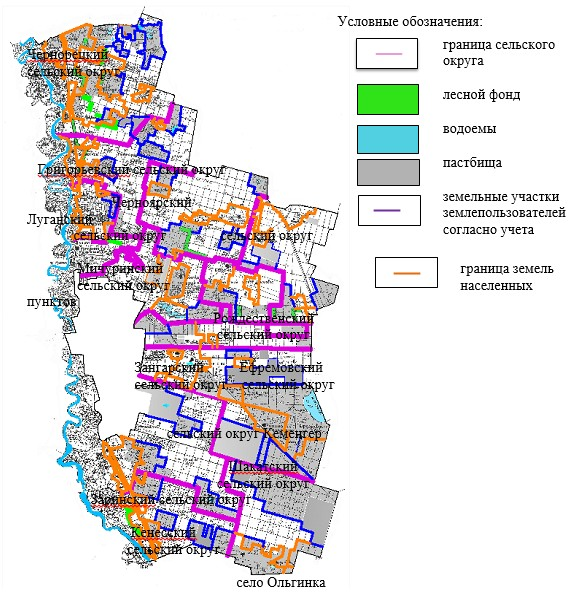 Условные обозначения:
граница сельского
округа
лесной фонд
водоемы
пастбища
земельные участки
землепользователей
согласно учета
граница земель
населенных
Чернорецкий
сельский округ
Григорьевский сельский округ
Черноярский
сельский округ
Луганский
сельский округ
Мичуринский
сельский округ
пунктов
Рождественский
сельский округ
Зангарский
сельский округ
Ефремовский
сельский округ
сельский округ Кеменгер
Шакатский
сельский округ
Заринский сельский округ
Кенесский
сельский округ
село Ольгинка